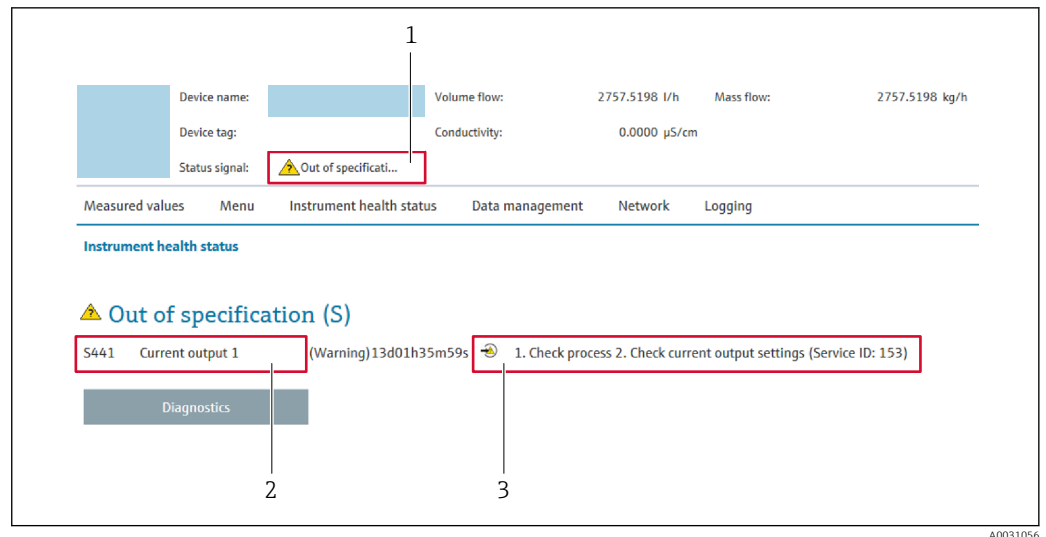 1
Device name: Volume flow: 2757.5198 l/h Mass flow: 2757.5198 kg/h
Device tag: Conductivity: 0.0000 µS/cm
Status signal: Out of specificati...
Measured values Menu Instrument health status Data management Network Logging
Instrument health status
Out of specification (S)
S441 Current output 1 (Warning)13d01h35m59s 1. Check process 2. Check current output settings (Service ID: 153)
Diagnostics
2 3
A0031056